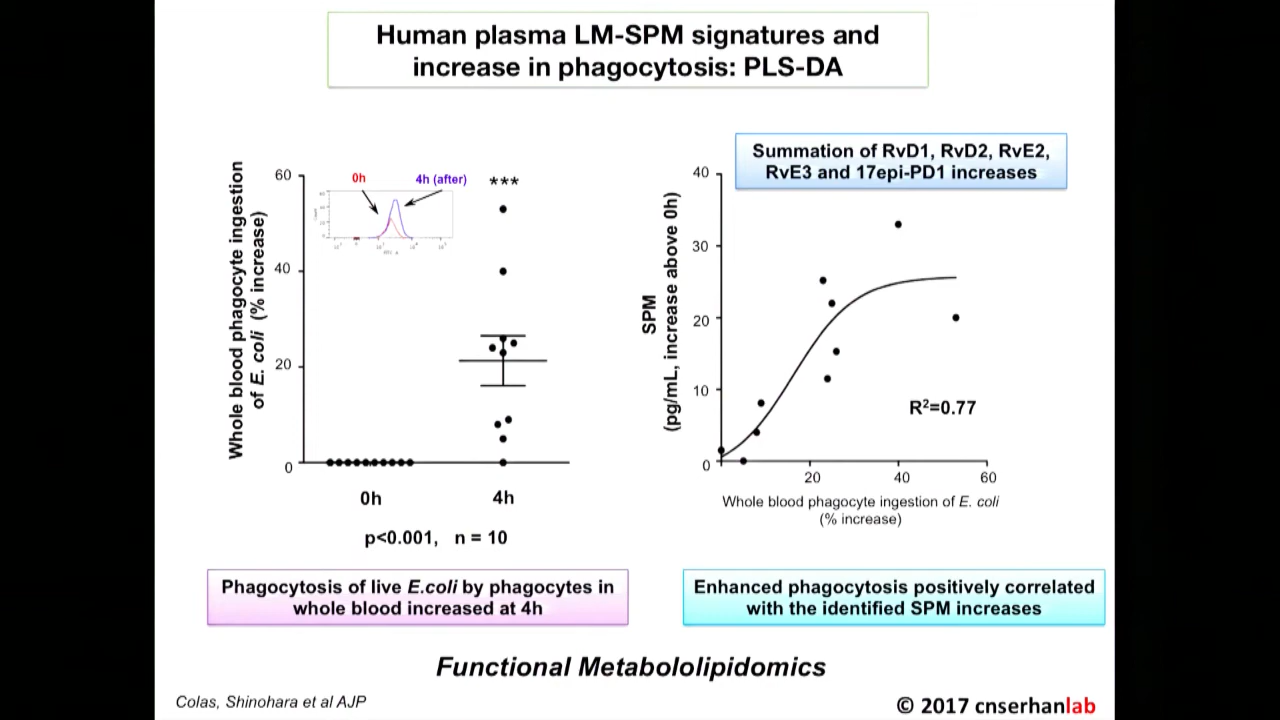 Human plasma LM-SPM signatures and
increase in phagocytosis: PLS-DA
Whole blood phagocyte ingestion
of E. coli (% increase)
60
40
20
0
0h
4h (after)
***
0h
4h
p<0.001, n = 10
Phagocytosis of live E.coli by phagocytes in
whole blood increased at 4h
Summation of RvD1, RvD2, RvE2,
RvE3 and 17epi-PD1 increases
SPM
(pg/mL, increase above 0h)
40
30
20
10
0
R²=0.77
20
40
60
Whole blood phagocyte ingestion of E. coli
(% increase)
Enhanced phagocytosis positively correlated
with the identified SPM increases
Functional Metabololipidomics
Colas, Shinohara et al AJP
© 2017 cnserhanlab